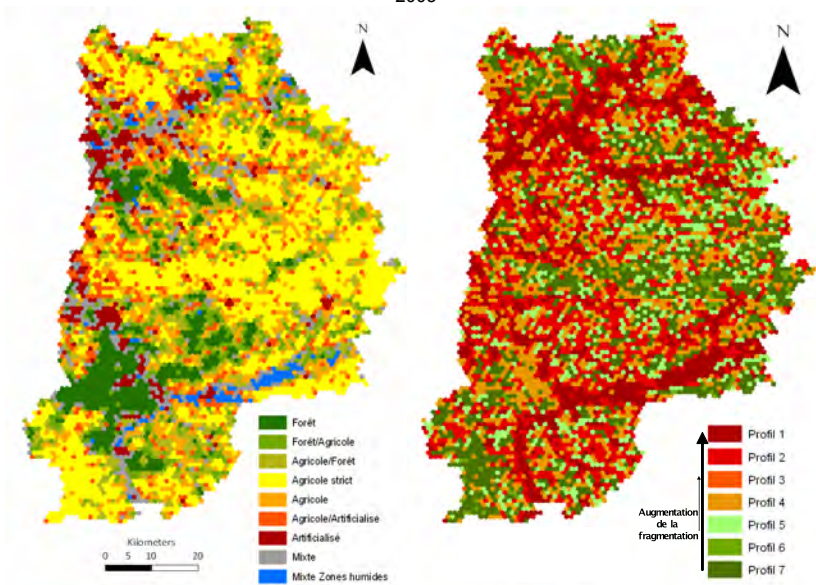 N
N
Forêt
Forêt/Agricole
Agricole/Forêt
Agricole strict
Agricole
Agricole/Artificialisé
Artificialisé
Mixte
Mixte Zones humides
Kilometers
0 5 10 20
Profil 1
Profil 2
Profil 3
Profil 4
Profil 5
Profil 6
Profil 7
Augmentation
de la
fragmentation